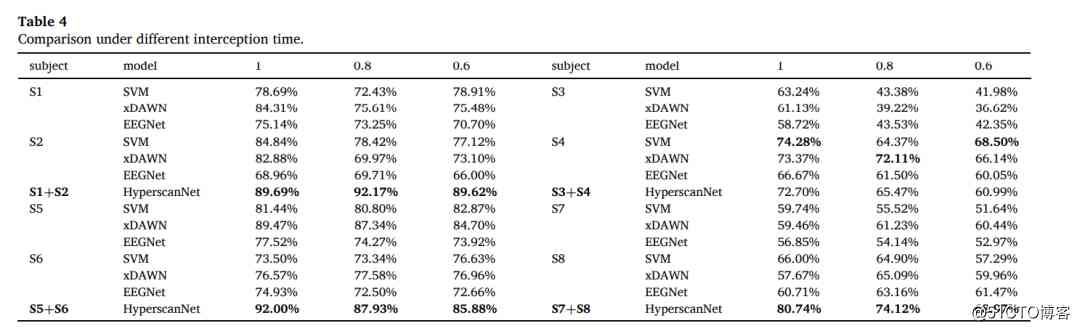 Table 4
Comparison under different interception time.
subject model 1 0.8 0.6 subject model 1 0.8 0.6
S1 SVM 78.69% 72.43% 78.91% S3 SVM 63.24% 43.38% 41.98%
xDAWN 84.31% 75.61% 75.48% xDAWN 61.13% 39.22% 36.62%
EEGNet 75.14% 73.25% 70.70% EEGNet 58.72% 43.53% 42.35%
S2 SVM 84.84% 78.42% 77.12% S4 SVM 74.28% 64.37% 68.50%
xDAWN 82.88% 69.97% 73.10% xDAWN 73.37% 72.11% 66.14%
EEGNet 68.96% 69.71% 66.00% EEGNet 66.67% 61.50% 60.05%
S1+S2 HyperscanNet 89.69% 92.17% 89.62% S3+S4 HyperscanNet 72.70% 65.47% 60.99%
S5 SVM 81.44% 80.80% 82.87% S7 SVM 59.74% 55.52% 51.64%
xDAWN 89.47% 87.34% 84.70% xDAWN 59.46% 61.23% 60.44%
EEGNet 77.52% 74.27% 73.92% EEGNet 56.85% 54.14% 52.97%
S6 SVM 73.50% 73.34% 76.63% S8 SVM 66.00% 64.90% 57.29%
xDAWN 76.57% 77.58% 76.96% xDAWN 57.67% 65.09% 59.96%
EEGNet 74.93% 72.50% 72.66% EEGNet 60.71% 63.16% 61.47%
S5+S6 HyperscanNet 92.00% 87.93% 85.88% S7+S8 HyperscanNet 80.74% 74.12%
@51CTO博客